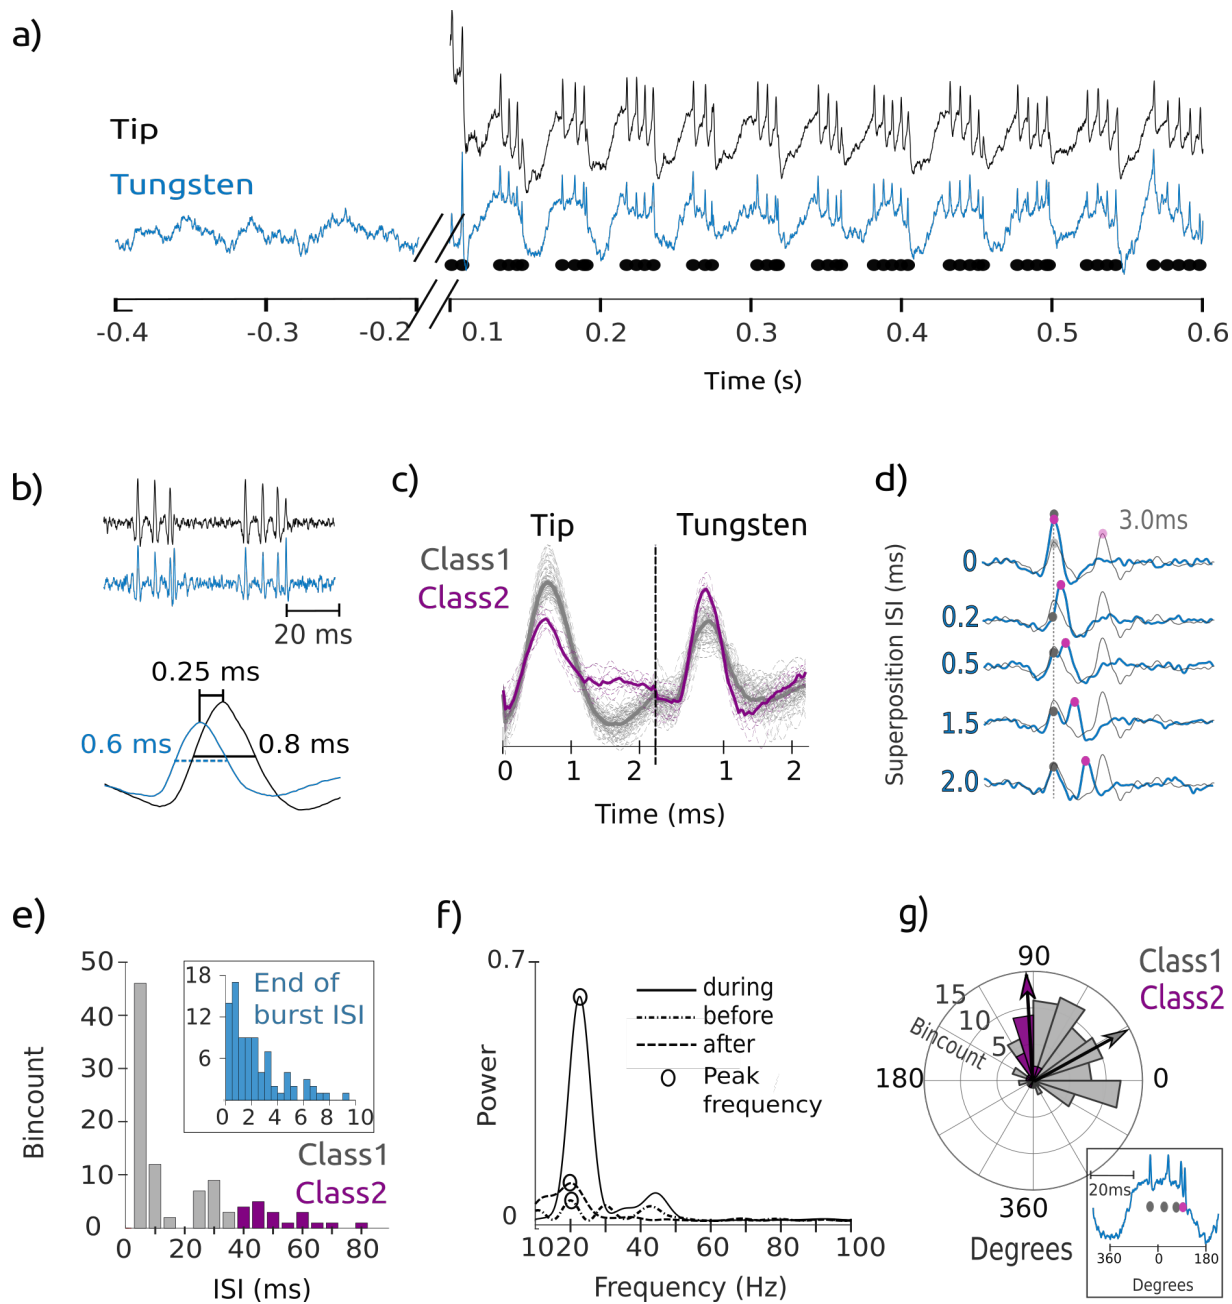 a)
Tip
Tungsten
-0.4 -0.3 -0.2 0.1 0.2 0.3 0.4 0.5 0.6
Time (s)
b)
20 ms
0.25 ms
0.6 ms 0.8 ms
c)
Tip Tungsten
Class1
Class2
0 1 2 1 2
Time (ms)
d)
3.0ms
Superposition ISI (ms)
0
0.2
0.5
1.5
2.0
e)
Bincount
50
40
30
20
10
0
18
12
6
End of
burst ISI
0 2 4 6 8 10
Class1
Class2
0 20 40 60 80
ISI (ms)
f)
Power
0.7
0
during
before
after
Peak
frequency
10 20 40 60 80 100
Frequency (Hz)
g)
90
Class1
Class2
15
10
5
Bincount
180 0
360
Degrees
20ms
360 0 180
Degrees